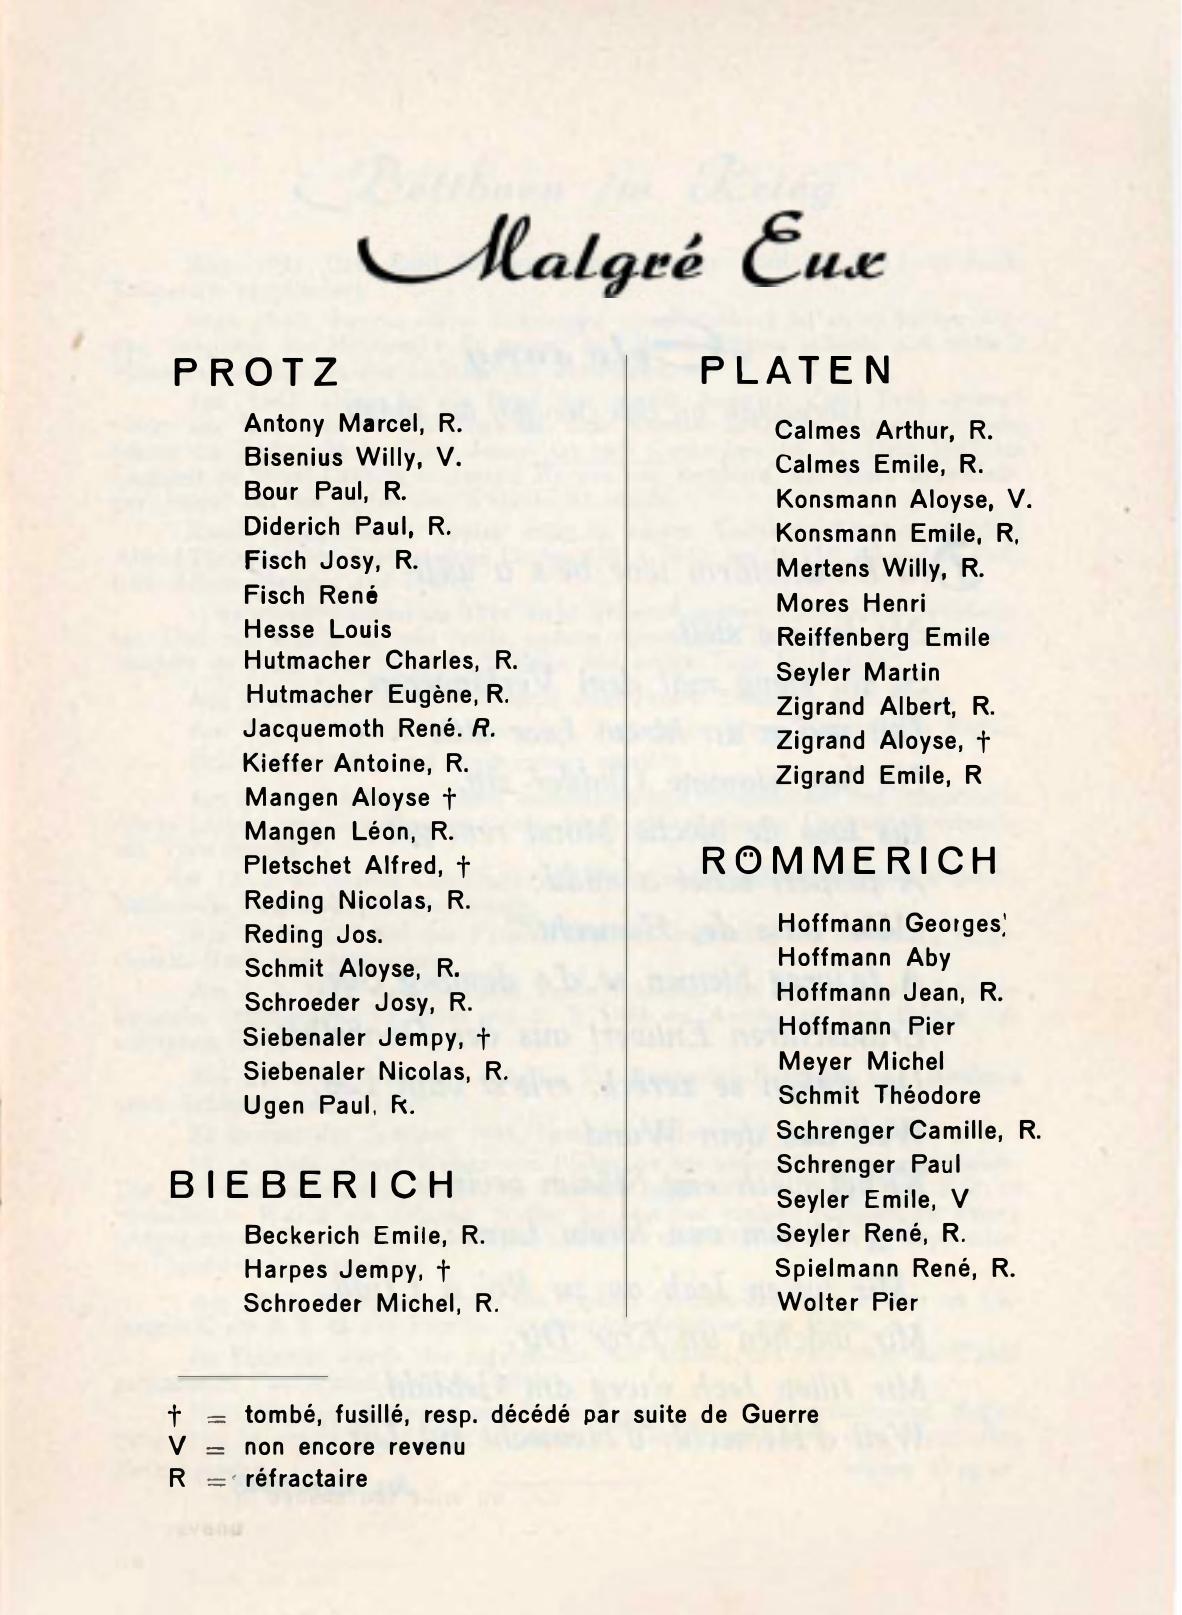 Malgré Eux
PROTZ
Antony Marcel, R.
Bisenius Willy, V.
Bour Paul, R.
Diderich Paul, R.
Fisch Josy, R.
Fisch René
Hesse Louis
Hutmacher Charles, R.
Hutmacher Eugène, R.
Jacquemoth René. R.
Kieffer Antoine, R.
Mangen Aloyse †
Mangen Léon, R.
Pletschet Alfred, †
Reding Nicolas, R.
Reding Jos.
Schmit Aloyse, R.
Schroeder Josy, R.
Siebenaler Jempy, †
Siebenaler Nicolas, R.
Ugen Paul, R.
BIEBERICH
Beckerich Emile, R.
Harpes Jempy, †
Schroeder Michel, R.
PLATEN
Calmes Arthur, R.
Calmes Emile, R.
Konsmann Aloyse, V.
Konsmann Emile, R,
Mertens Willy, R.
Mores Henri
Reiffenberg Emile
Seyler Martin
Zigrand Albert, R.
Zigrand Aloyse, †
Zigrand Emile, R
RÖMMERICH
Hoffmann Georges
Hoffmann Aby
Hoffmann Jean, R.
Hoffmann Pier
Meyer Michel
Schmit Théodore
Schrenger Camille, R.
Schrenger Paul
Seyler Emile, V
Seyler René, R.
Spielmann René, R.
Wolter Pier
† = tombé, fusillé, resp. décédé par suite de Guerre
V = non encore revenu
R = réfractaire